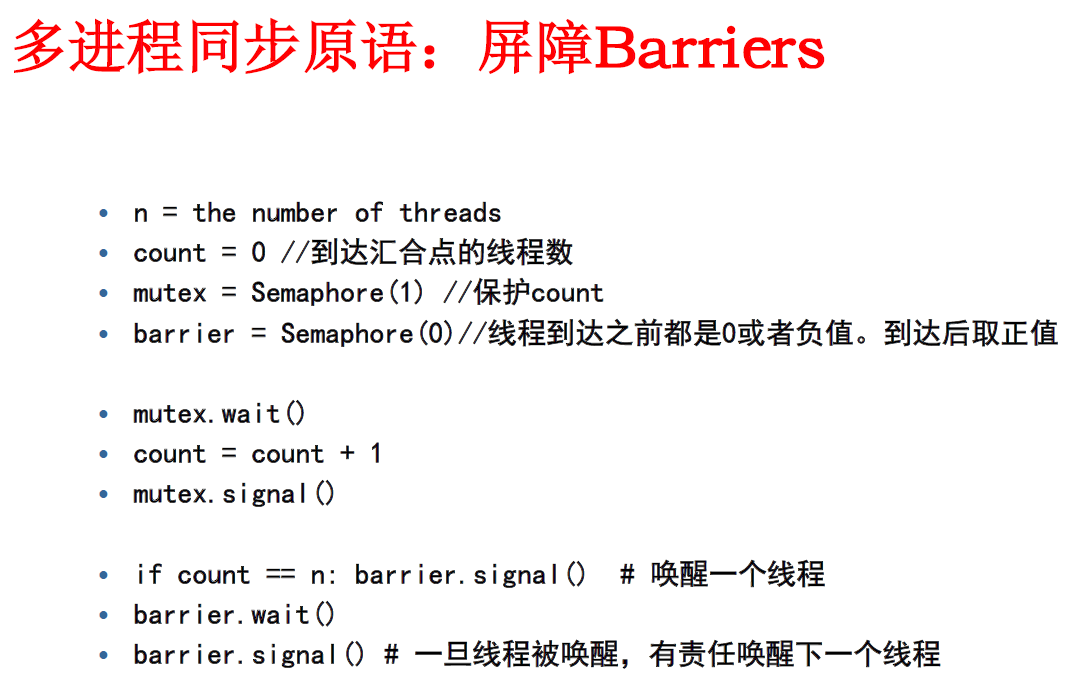 多进程同步原语：屏障Barriers
• n = the number of threads
• count = 0 //到达汇合点的线程数
• mutex = Semaphore(1) //保护count
• barrier = Semaphore(0)//线程到达之前都是0或者负值。到达后取正值
• mutex.wait()
• count = count + 1
• mutex.signal()
• if count == n: barrier.signal()  # 唤醒一个线程
• barrier.wait()
• barrier.signal() # 一旦线程被唤醒，有责任唤醒下一个线程